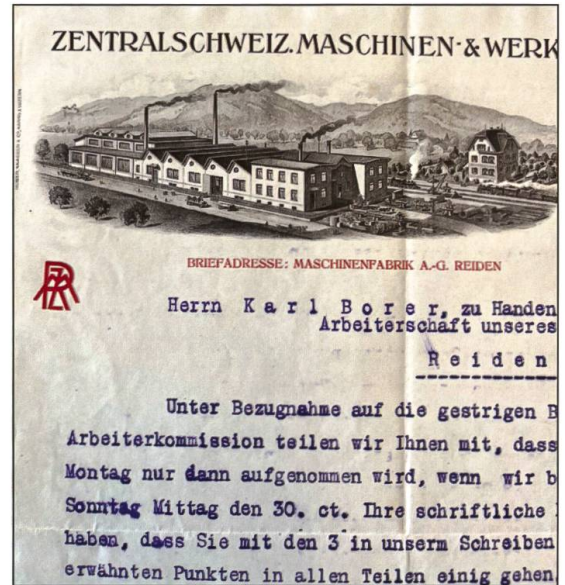 ZENTRALSCHWEIZ. MASCHINEN- & WERK
BRIEFADRESSE: MASCHINENFABRIK A.-G. REIDEN
Herrn Karl Borer, zu Handen
Arbeiterschaft unseres
Reiden
Unter Bezugnahme auf die gestrigen B
Arbeiterkommission teilen wir Ihnen mit, dass
Montag nur dann aufgenommen wird, wenn wir b
Sonntag Mittag den 30. ct. Ihre schriftliche
haben, dass Sie mit den 3 in unserm Schreiben
erwähnten Punkten in allen Teilen einig gehen.